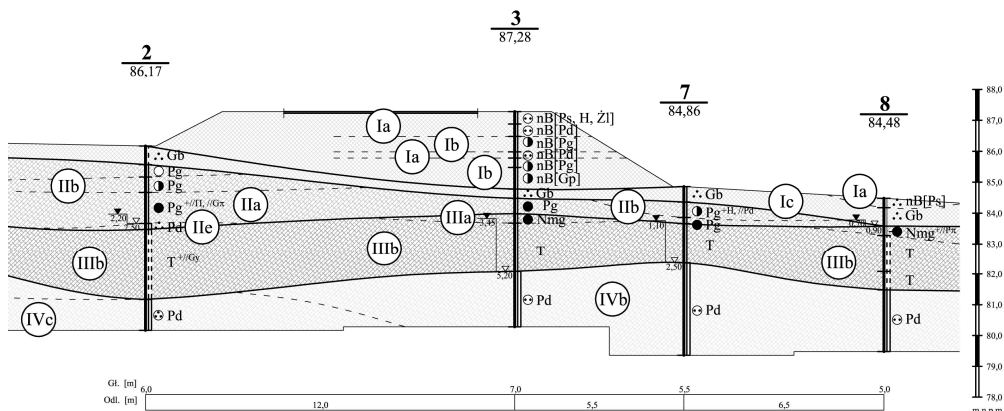 3
87,28
2
86,17
7
84,86
8
84,48
88,0
87,0
86,0
85,0
84,0
83,0
82,0
81,0
80,0
79,0
78,0
Ia
Ib
Ia
Ib
IIb
IIa
IIe
IIIa
IIb
Ic
Ia
IIIb
IIIb
IIIb
IVc
IVb
Gb
Pg
Pg
Pg +//Π, //Gπ
Pd
T +//Gy
Pd
2,20
nB[Ps, H, Żl]
nB[Pd]
nB[Pg]
nB[Pd]
nB[Pg]
nB[Gp]
Gb
Pg
Nmg
T
Pd
5,20
Gb
Pg +H, //Pd
Pg
T
Pd
1,10
2,50
nB[Ps]
Gb
Nmg +//Pπ
T
T
Pd
0,90
Gł. [m]
6,0
7,0
5,5
5,0
Odl. [m]
12,0
5,5
6,5